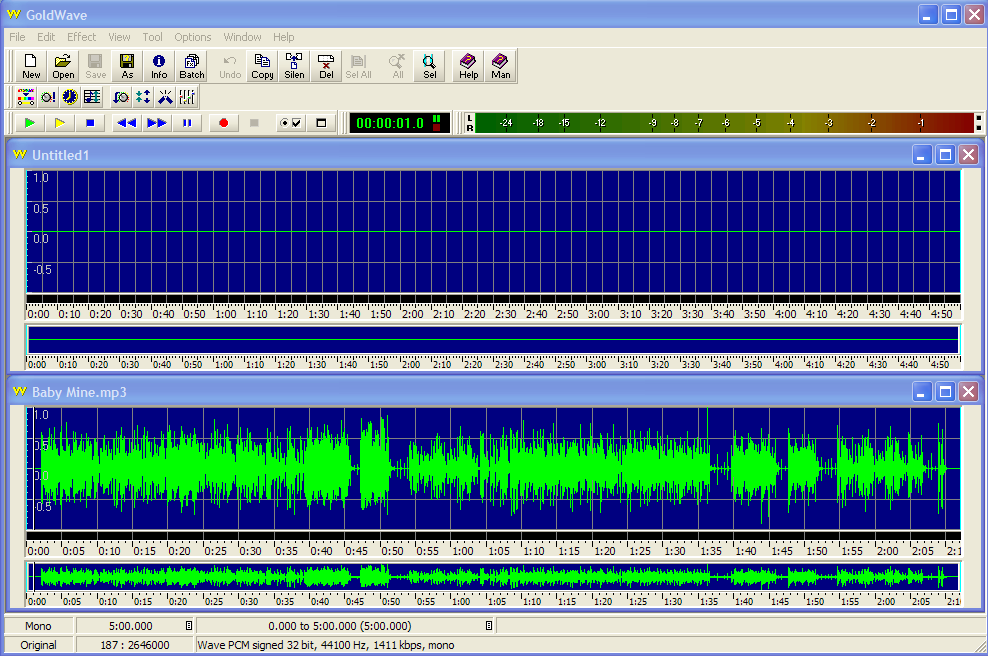 GoldWave
File Edit Effect View Tool Options Window Help
New Open Save As Info Batch Undo Copy Silen Del Sel All All Sel Help Man
00:00:01.0 L R -24 -18 -15 -12 -9 -8 -7 -6 -5 -4 -3 -2 -1
Untitled1
1.0
0.5
0.0
-0.5
0:00 0:10 0:20 0:30 0:40 0:50 1:00 1:10 1:20 1:30 1:40 1:50 2:00 2:10 2:20 2:30 2:40 2:50 3:00 3:10 3:20 3:30 3:40 3:50 4:00 4:10 4:20 4:30 4:40 4:50
0:00 0:10 0:20 0:30 0:40 0:50 1:00 1:10 1:20 1:30 1:40 1:50 2:00 2:10 2:20 2:30 2:40 2:50 3:00 3:10 3:20 3:30 3:40 3:50 4:00 4:10 4:20 4:30 4:40 4:50
Baby Mine.mp3
1.0
0.5
0.0
-0.5
0:00 0:05 0:10 0:15 0:20 0:25 0:30 0:35 0:40 0:45 0:50 0:55 1:00 1:05 1:10 1:15 1:20 1:25 1:30 1:35 1:40 1:45 1:50 1:55 2:00 2:05 2:1
0:00 0:05 0:10 0:15 0:20 0:25 0:30 0:35 0:40 0:45 0:50 0:55 1:00 1:05 1:10 1:15 1:20 1:25 1:30 1:35 1:40 1:45 1:50 1:55 2:00 2:05 2:10
Mono 5:00.000 0.000 to 5:00.000 (5:00.000)
Original 187 : 2646000 Wave PCM signed 32 bit, 44100 Hz, 1411 kbps, mono